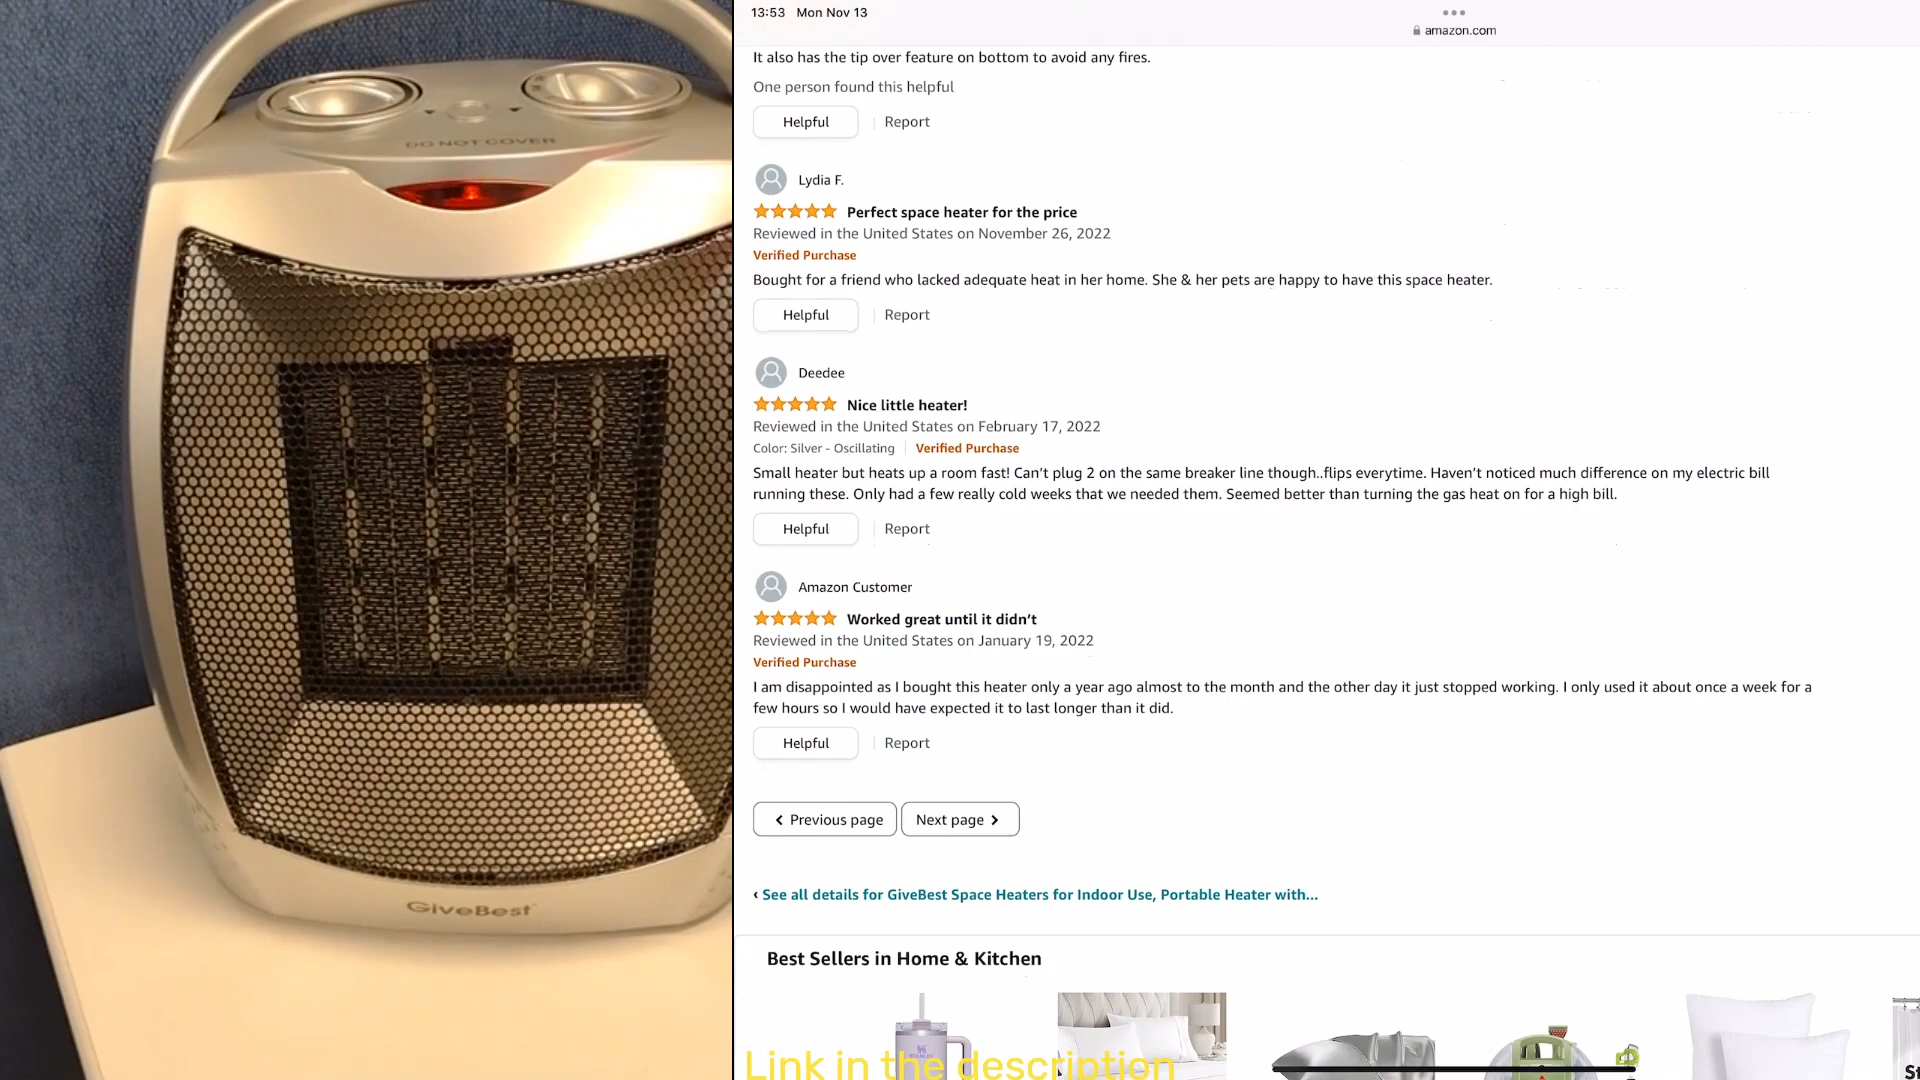 DO NOT COVER
GiveBest
13:53 Mon Nov 13
amazon.com
It also has the tip over feature on bottom to avoid any fires.
One person found this helpful
Helpful
Report
Lydia F.
Perfect space heater for the price
Reviewed in the United States on November 26, 2022
Verified Purchase
Bought for a friend who lacked adequate heat in her home. She & her pets are happy to have this space heater.
Helpful
Report
Deedee
Nice little heater!
Reviewed in the United States on February 17, 2022
Color: Silver - Oscillating
Verified Purchase
Small heater but heats up a room fast! Can’t plug 2 on the same breaker line though..flips everytime. Haven’t noticed much difference on my electric bill
running these. Only had a few really cold weeks that we needed them. Seemed better than turning the gas heat on for a high bill.
Helpful
Report
Amazon Customer
Worked great until it didn’t
Reviewed in the United States on January 19, 2022
Verified Purchase
I am disappointed as I bought this heater only a year ago almost to the month and the other day it just stopped working. I only used it about once a week for a
few hours so I would have expected it to last longer than it did.
Helpful
Report
‹ Previous page
Next page ›
‹ See all details for GiveBest Space Heaters for Indoor Use, Portable Heater with...
Best Sellers in Home & Kitchen
STANLEY
Link in the description